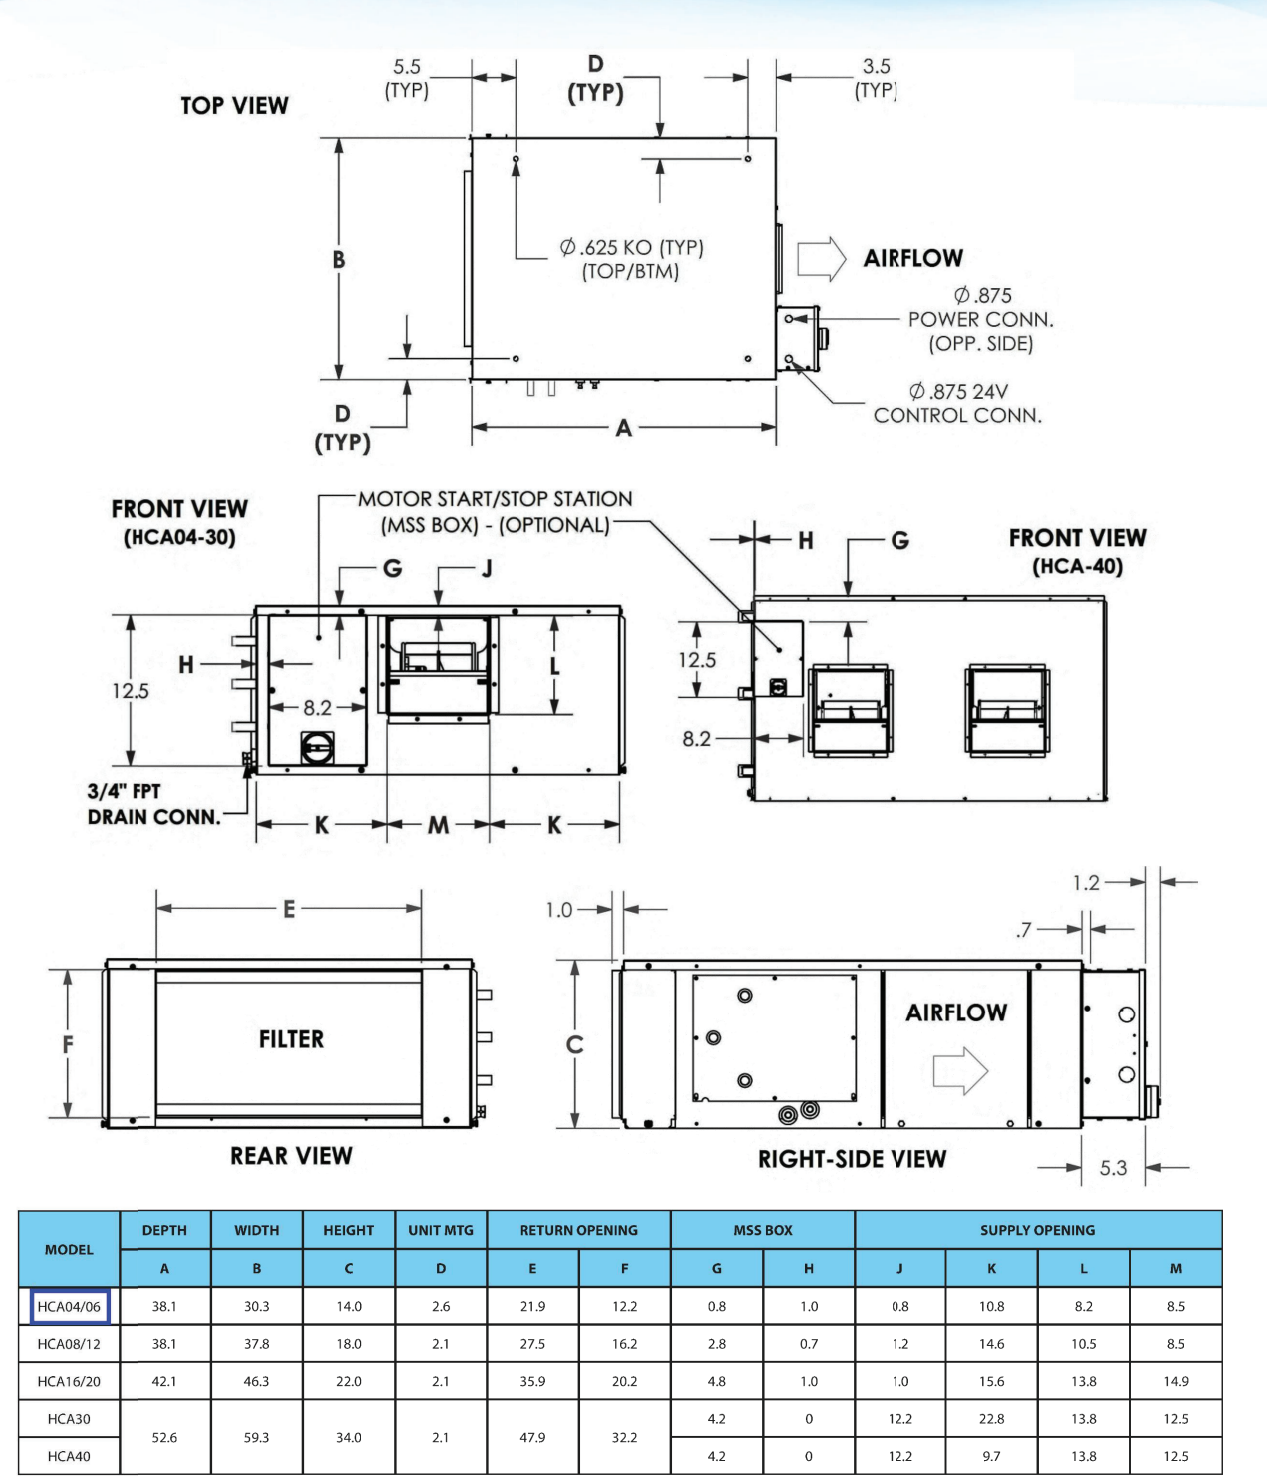 TOP VIEW
5.5
(TYP)
D
(TYP)
3.5
(TYP)
B
Ø.625 KO (TYP)
(TOP/BTM)
AIRFLOW
Ø.875
POWER CONN.
(OPP. SIDE)
Ø.875 24V
CONTROL CONN.
D
(TYP)
A
FRONT VIEW
(HCA04-30)
MOTOR START/STOP STATION
(MSS BOX) - (OPTIONAL)
FRONT VIEW
(HCA-40)
G
J
H
12.5
8.2
L
3/4" FPT
DRAIN CONN.
K
M
K
H
G
12.5
8.2
E
F
FILTER
REAR VIEW
1.0
1.2
.7
C
AIRFLOW
RIGHT-SIDE VIEW
5.3
MODEL DEPTH WIDTH HEIGHT UNIT MTG RETURN OPENING MSS BOX SUPPLY OPENING
A B C D E F G H J K L M
HCA04/06 38.1 30.3 14.0 2.6 21.9 12.2 0.8 1.0 0.8 10.8 8.2 8.5
HCA08/12 38.1 37.8 18.0 2.1 27.5 16.2 2.8 0.7 1.2 14.6 10.5 8.5
HCA16/20 42.1 46.3 22.0 2.1 35.9 20.2 4.8 1.0 1.0 15.6 13.8 14.9
HCA30 52.6 59.3 34.0 2.1 47.9 32.2 4.2 0 12.2 22.8 13.8 12.5
HCA40 4.2 0 12.2 9.7 13.8 12.5